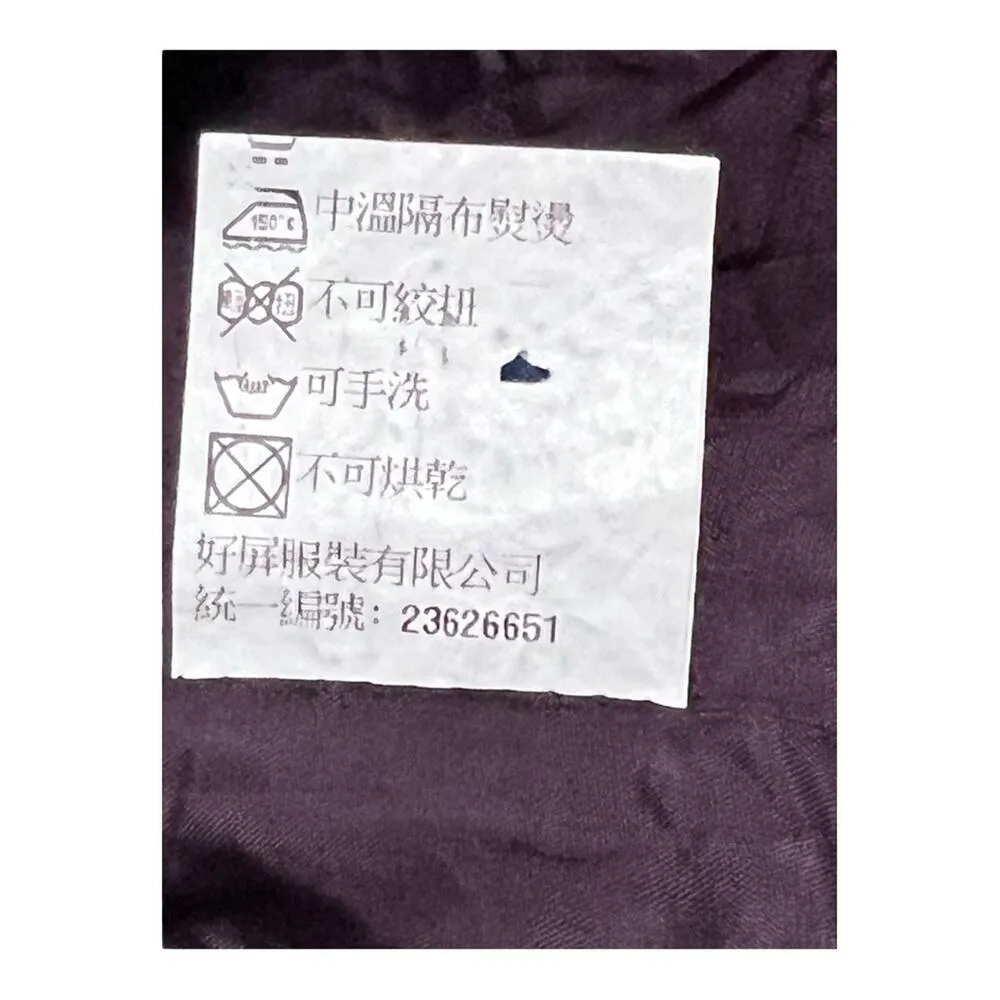 150°C 中溫隔布熨燙
不可絞扭
可手洗
不可烘乾
好屏服裝有限公司
統一編號：23626651